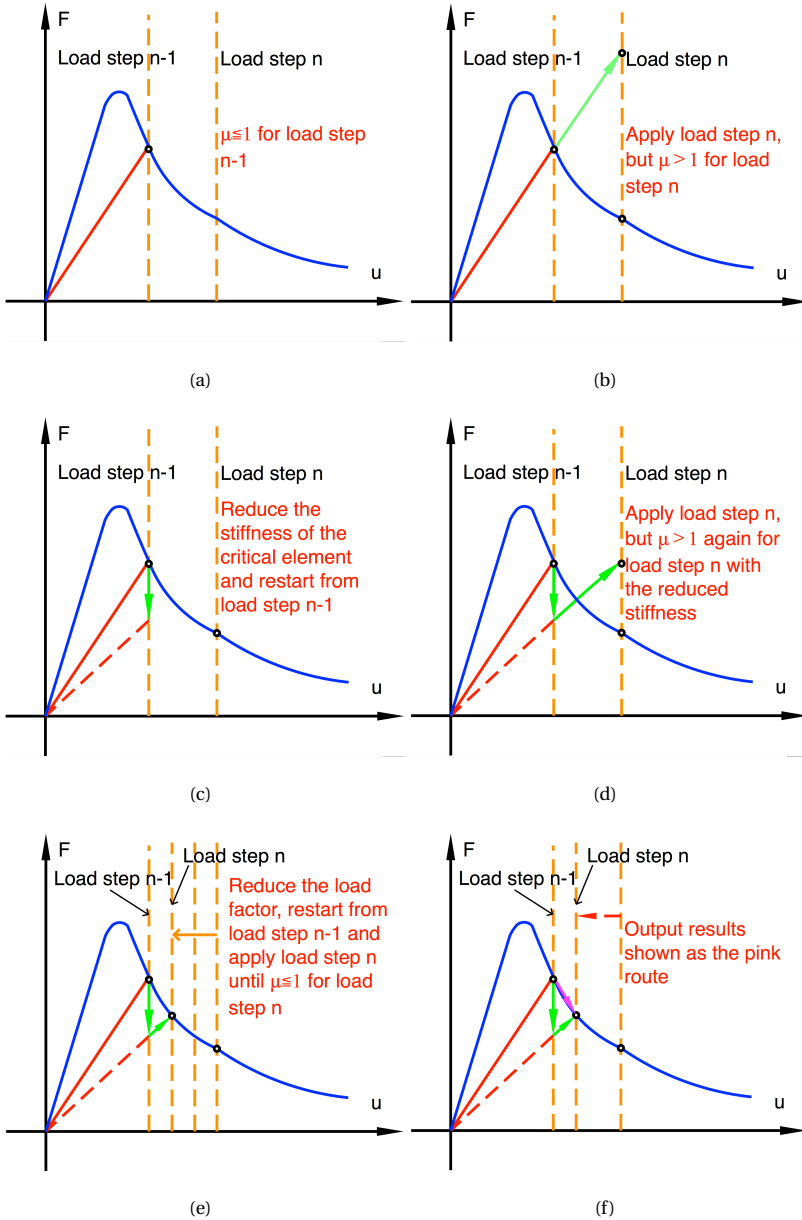 F
Load step n-1
Load step n
μ≦1 for load step
n-1
u
(a)
F
Load step n-1
Load step n
Apply load step n,
but μ > 1 for load
step n
u
(b)
F
Load step n-1
Load step n
Reduce the
stiffness of the
critical element
and restart from
load step n-1
u
(c)
F
Load step n-1
Load step n
Apply load step n,
but μ > 1 again for
load step n with
the reduced
stiffness
u
(d)
F
Load step n
Load step n-1
Reduce the load
factor, restart from
load step n-1 and
apply load step n
until μ≦1 for load
step n
u
(e)
F
Load step n
Load step n-1
Output results
shown as the pink
route
u
(f)